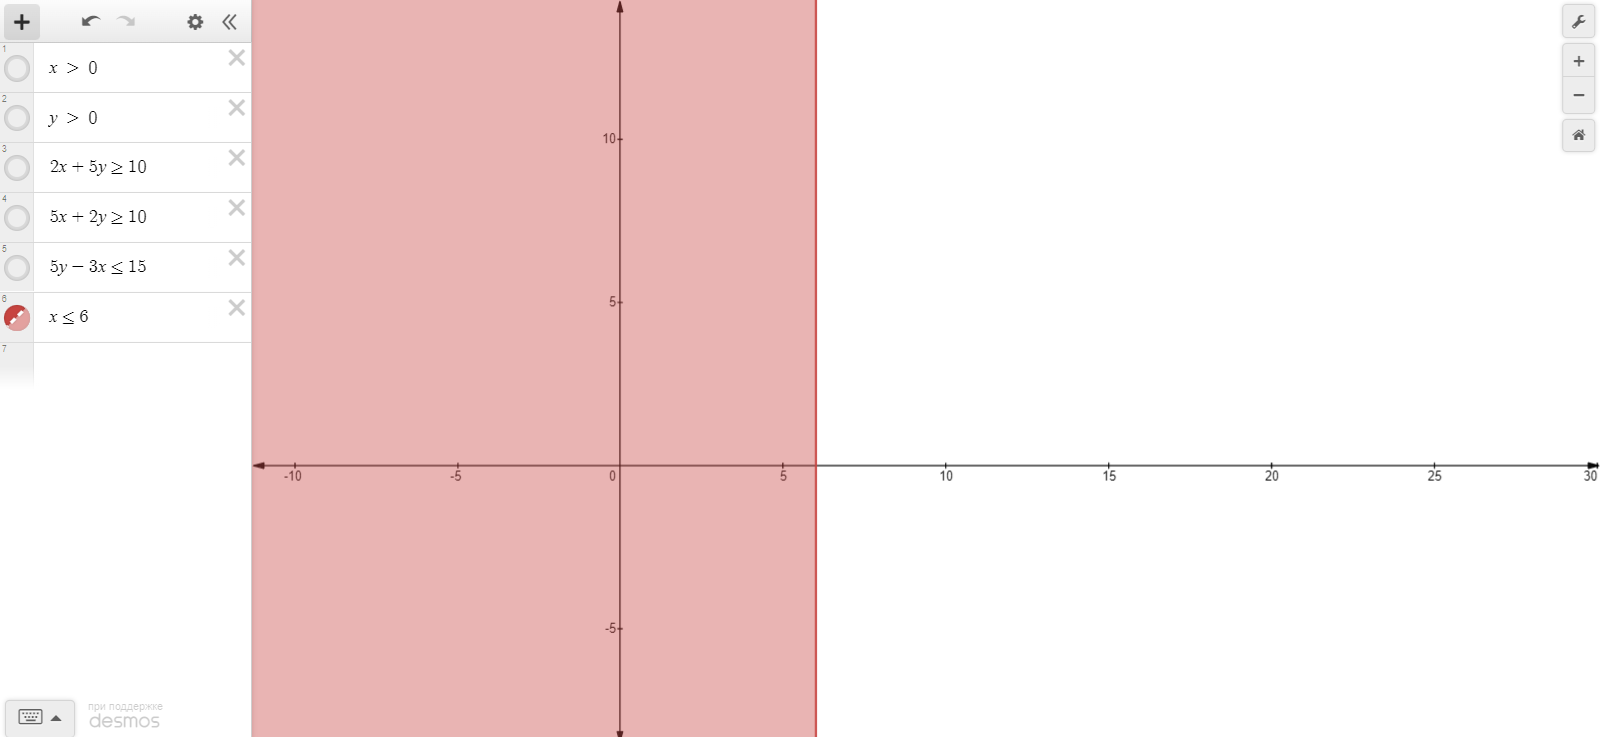 1
x > 0
2
y > 0
3
2x + 5y ≥ 10
4
5x + 2y ≥ 10
5
5y − 3x ≤ 15
6
x ≤ 6
7
при поддержке
desmos
10
5
-10 -5 0 5 10 15 20 25 30
-5